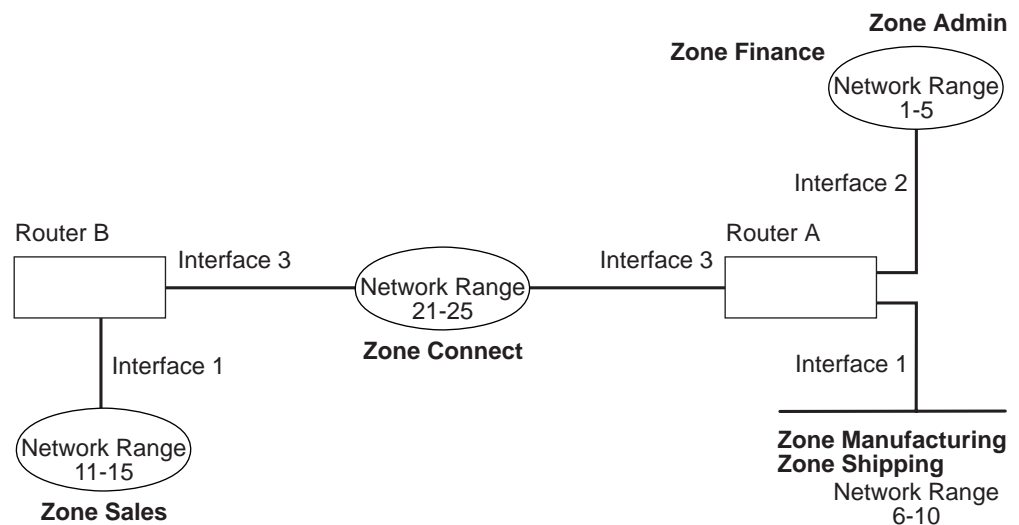 Zone Admin
Zone Finance
Network Range
1-5
Interface 2
Router B
Router A
Interface 3
Interface 3
Network Range
21-25
Zone Connect
Interface 1
Interface 1
Network Range
11-15
Zone Sales
Zone Manufacturing
Zone Shipping
Network Range
6-10